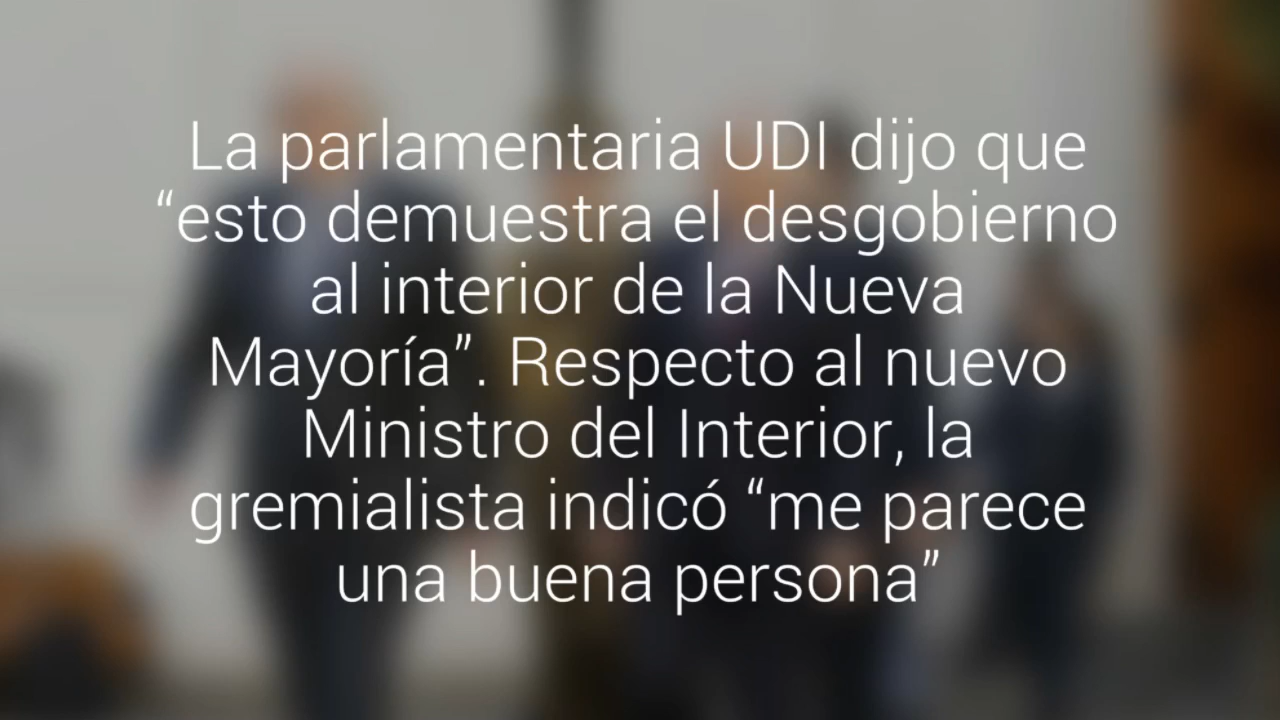 La parlamentaria UDI dijo que
“esto demuestra el desgobierno
al interior de la Nueva
Mayoría”. Respecto al nuevo
Ministro del Interior, la
gremialista indicó “me parece
una buena persona”